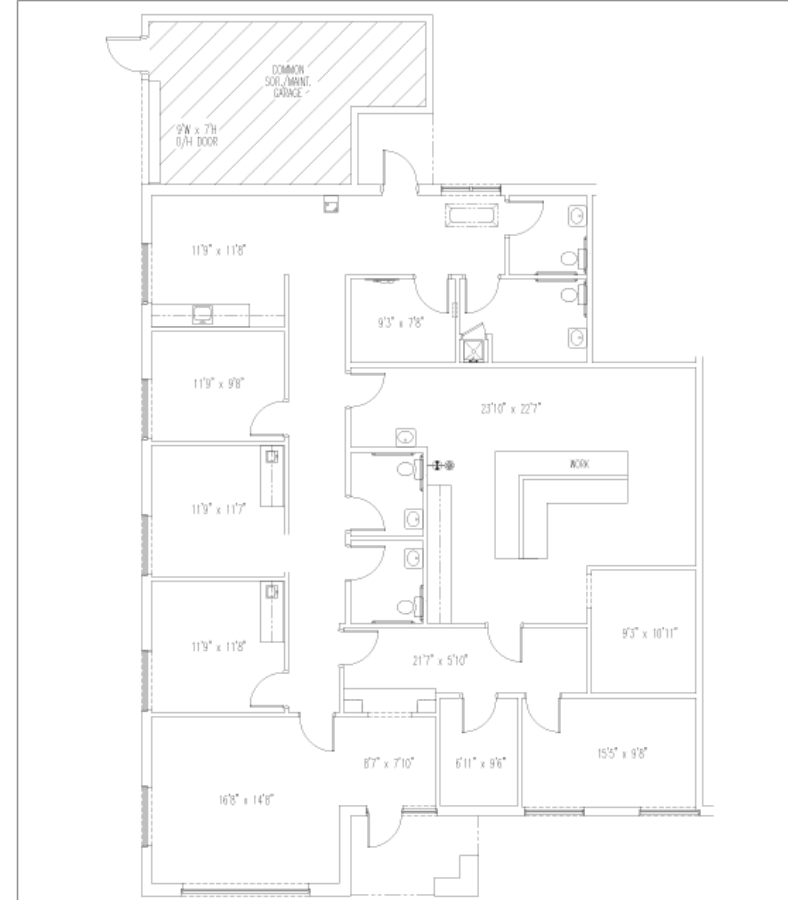 COMMON
SOR./MAINT.
GARAGE
9'W x 7'H
O/H DOOR
11'9" x 11'8"
9'3" x 7'8"
11'9" x 9'8"
23'10" x 22'7"
WORK
11'9" x 11'7"
11'9" x 11'8"
9'3" x 10'11"
21'7" x 5'10"
8'7" x 7'10"
6'11" x 9'6"
15'5" x 9'8"
16'8" x 14'8"